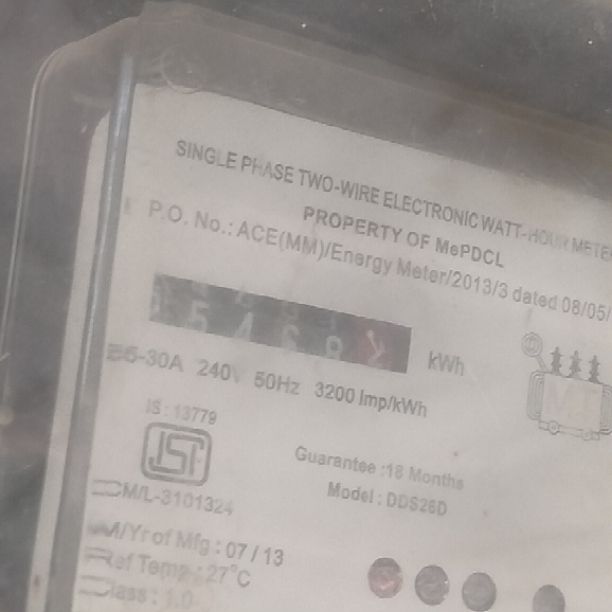 SINGLE PHASE TWO-WIRE ELECTRONIC WATT-HOUR METER
PROPERTY OF MePDCL
P.O. No.: ACE(MM)/Energy Meter/2013/3 dated 08/05/
kWh
5-30A 240V 50Hz 3200 Imp/kWh
IS : 13779
ISI
CM/L-3101324
Guarantee :18 Months
Model : DDS26D
M/Yr of Mfg : 07 / 13
Ref Temp : 27°C
Class : 1.0